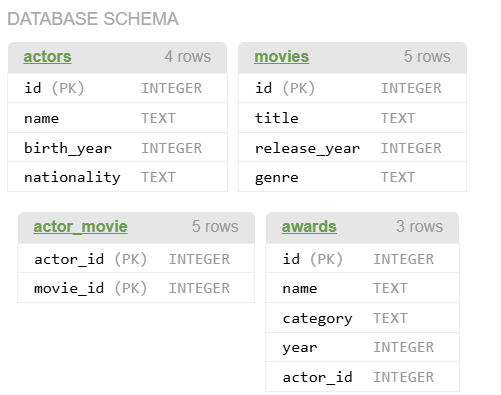 DATABASE SCHEMA
actors 4 rows
id (PK) INTEGER
name TEXT
birth_year INTEGER
nationality TEXT
movies 5 rows
id (PK) INTEGER
title TEXT
release_year INTEGER
genre TEXT
actor_movie 5 rows
actor_id (PK) INTEGER
movie_id (PK) INTEGER
awards 3 rows
id (PK) INTEGER
name TEXT
category TEXT
year INTEGER
actor_id INTEGER